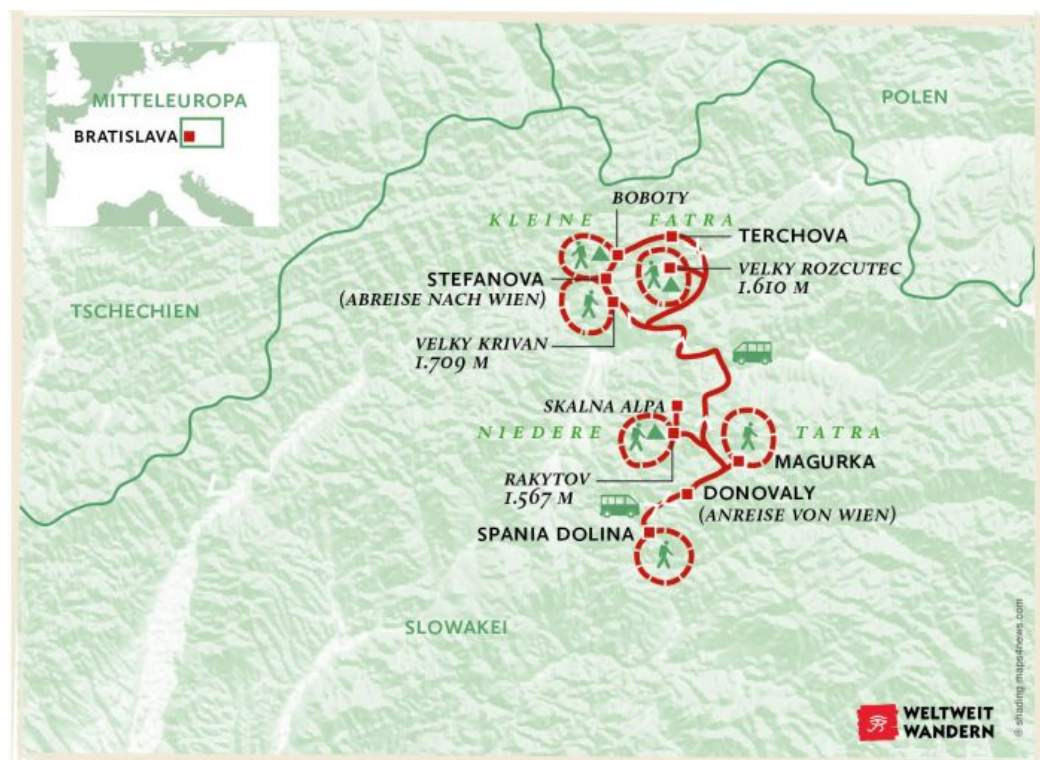 MITTELEUROPA
BRATISLAVA
POLEN
BOBOTY
KLEINE FATRA
TERCHOVA
STEFANOVA
(ABREISE NACH WIEN)
VELKY ROZCUTEC
1.610 M
TSCHECHIEN
VELKY KRIVAN
1.709 M
SKALNA ALPA
NIEDERE TATRA
MAGURKA
RAKYTOV
1.567 M
DONOVALY
(ANREISE VON WIEN)
SPANIA DOLINA
SLOWAKEI
WELTWEIT
WANDERN
© shading maps4news.com